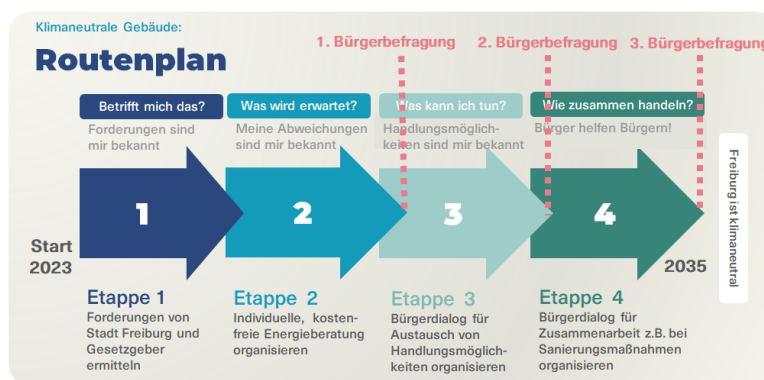 Klimaneutrale Gebäude:
Routenplan
1. Bürgerbefragung
2. Bürgerbefragung
3. Bürgerbefragung
Betrifft mich das?
Was wird erwartet?
Was kann ich tun?
Wie zusammen handeln?
Forderungen sind
mir bekannt
Meine Abweichungen
sind mir bekannt
Handlungsmöglich-
keiten sind mir bekannt
Bürger helfen Bürgern!
Start
2023
1
2
3
4
2035
Freiburg ist klimaneutral
Etappe 1
Forderungen von
Stadt Freiburg und
Gesetzgeber
ermitteln
Etappe 2
Individuelle, kosten-
freie Energieberatung
organisieren
Etappe 3
Bürgerdialog für
Austausch von
Handlungsmöglich-
keiten organisieren
Etappe 4
Bürgerdialog für
Zusammenarbeit z.B. bei
Sanierungsmaßnahmen
organisieren